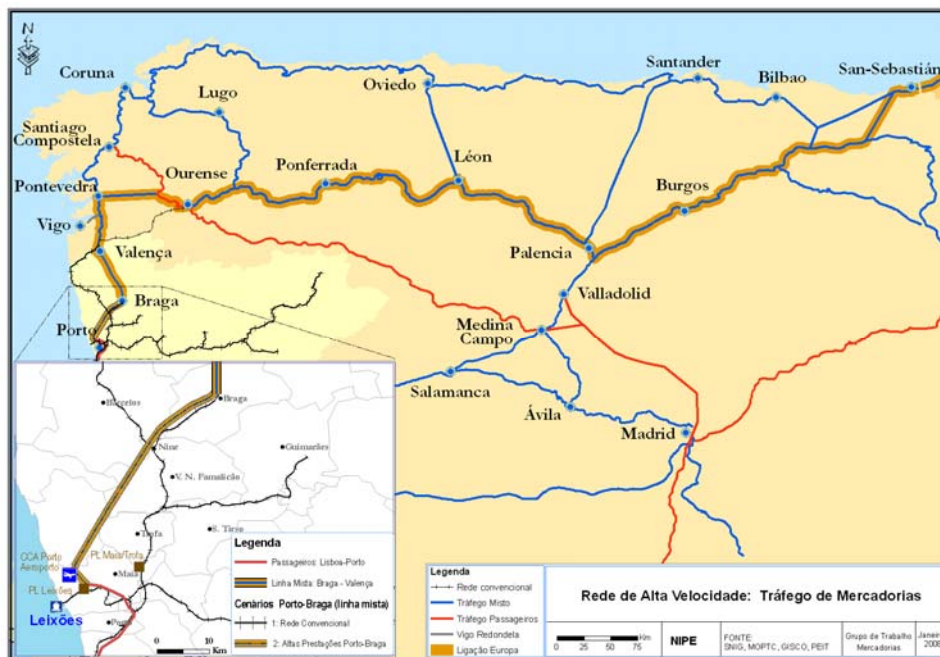 N
Coruna
Lugo
Oviedo
Santander
Bilbao
San-Sebastián
Santiago
Compostela
Ourense
Ponferrada
Léon
Burgos
Pontevedra
Vigo
Valença
Palencia
Braga
Valladolid
Porto
Medina
Campo
Salamanca
Ávila
Madrid
Barcelos
Braga
Nine
Guimarães
V. N. Famalicão
Trofa
S. Tirso
CCA Porto
Aeroporto
PL Maia/Trofa
Maia
PL Leixões
Leixões
Porto
0 10
Km
Legenda
Passageiros: Lisboa-Porto
Linha Mista: Braga - Valença
Cenários Porto-Braga (linha mista)
1: Rede Convencional
2: Altas Prestações Porto-Braga
Legenda
Rede convencional
Tráfego Misto
Tráfego Passageiros
Vigo Redondela
Ligação Europa
Rede de Alta Velocidade: Tráfego de Mercadorias
0 25 50 75
Km
NIPE
FONTE:
SNIG, MOPTC, GISCO, PEIT
Grupo de Trabalho
Mercadorias